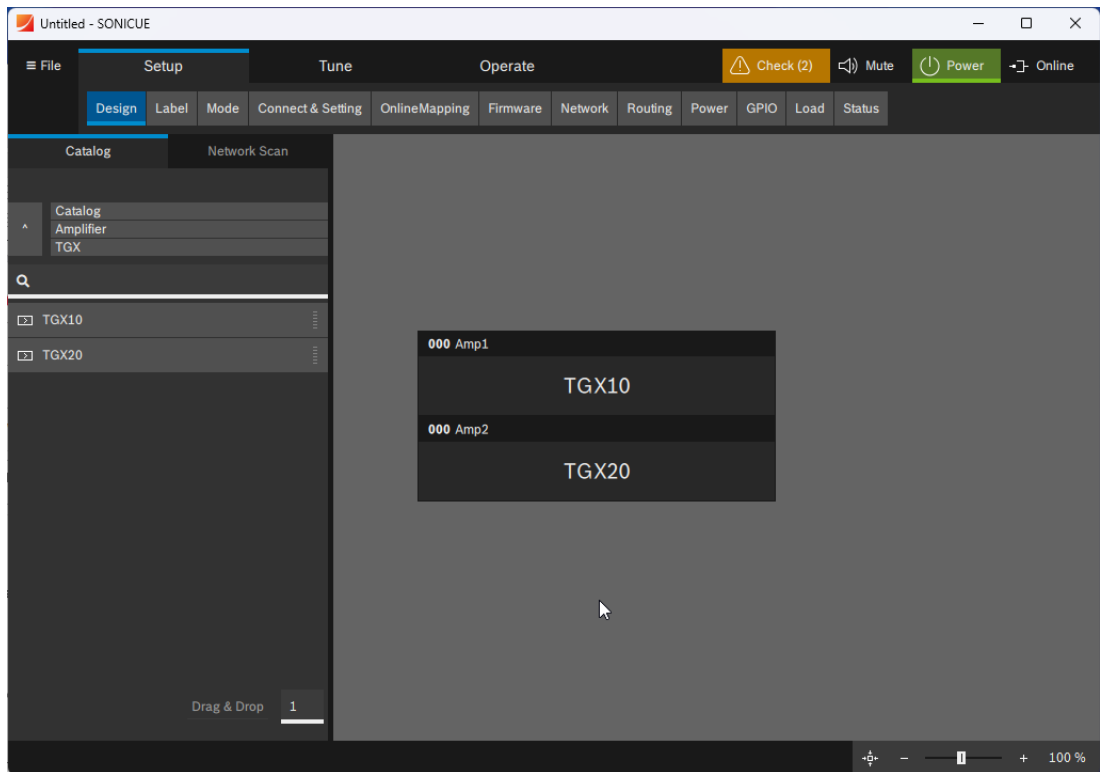 Untitled - SONICUE
≡ File Setup Tune Operate Check (2) Mute Power Online
Design Label Mode Connect & Setting OnlineMapping Firmware Network Routing Power GPIO Load Status
Catalog Network Scan
Catalog
Amplifier
TGX
TGX10
TGX20
000 Amp1
TGX10
000 Amp2
TGX20
Drag & Drop 1
- + 100 %